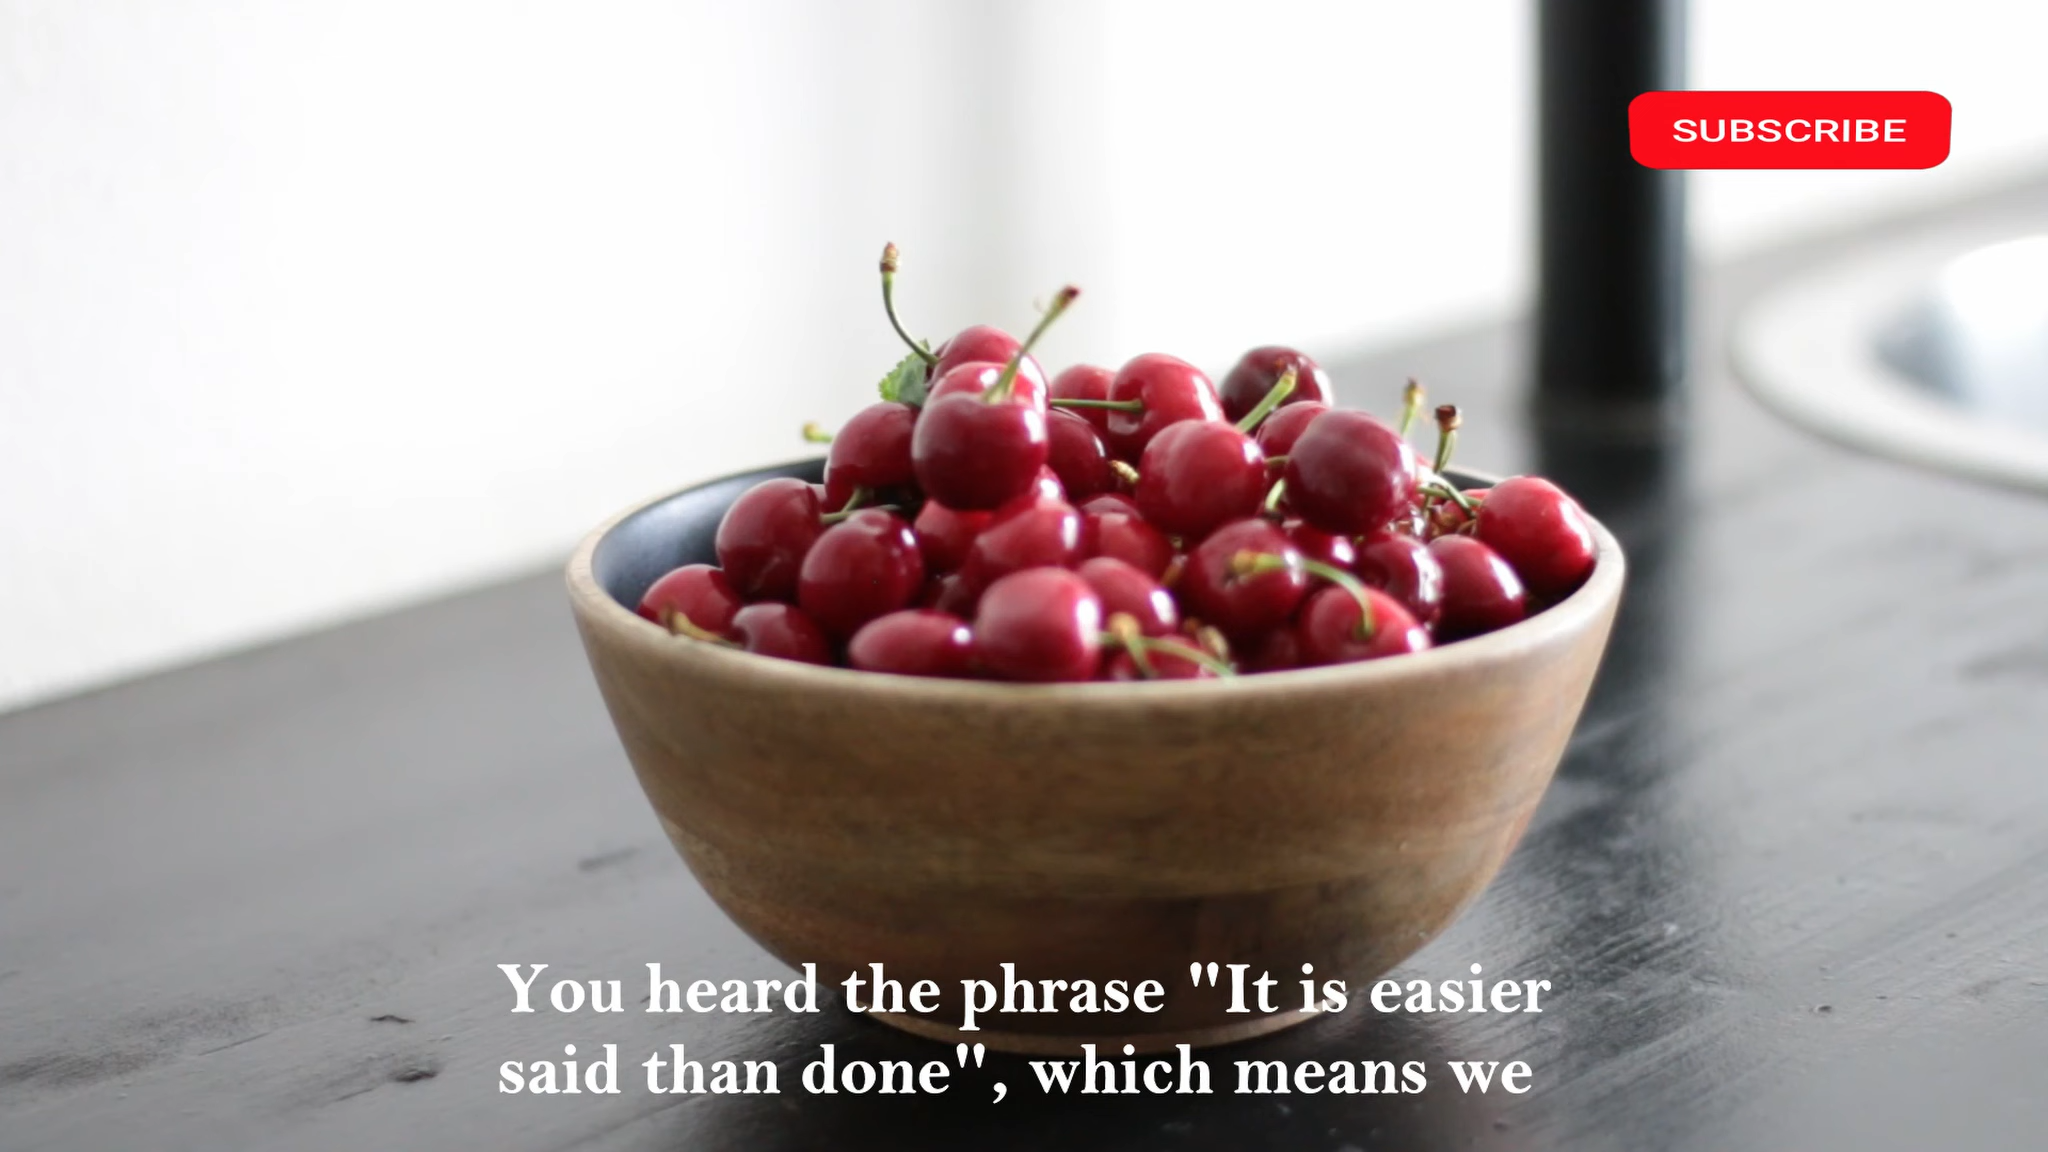 SUBSCRIBE
You heard the phrase "It is easier
said than done", which means we